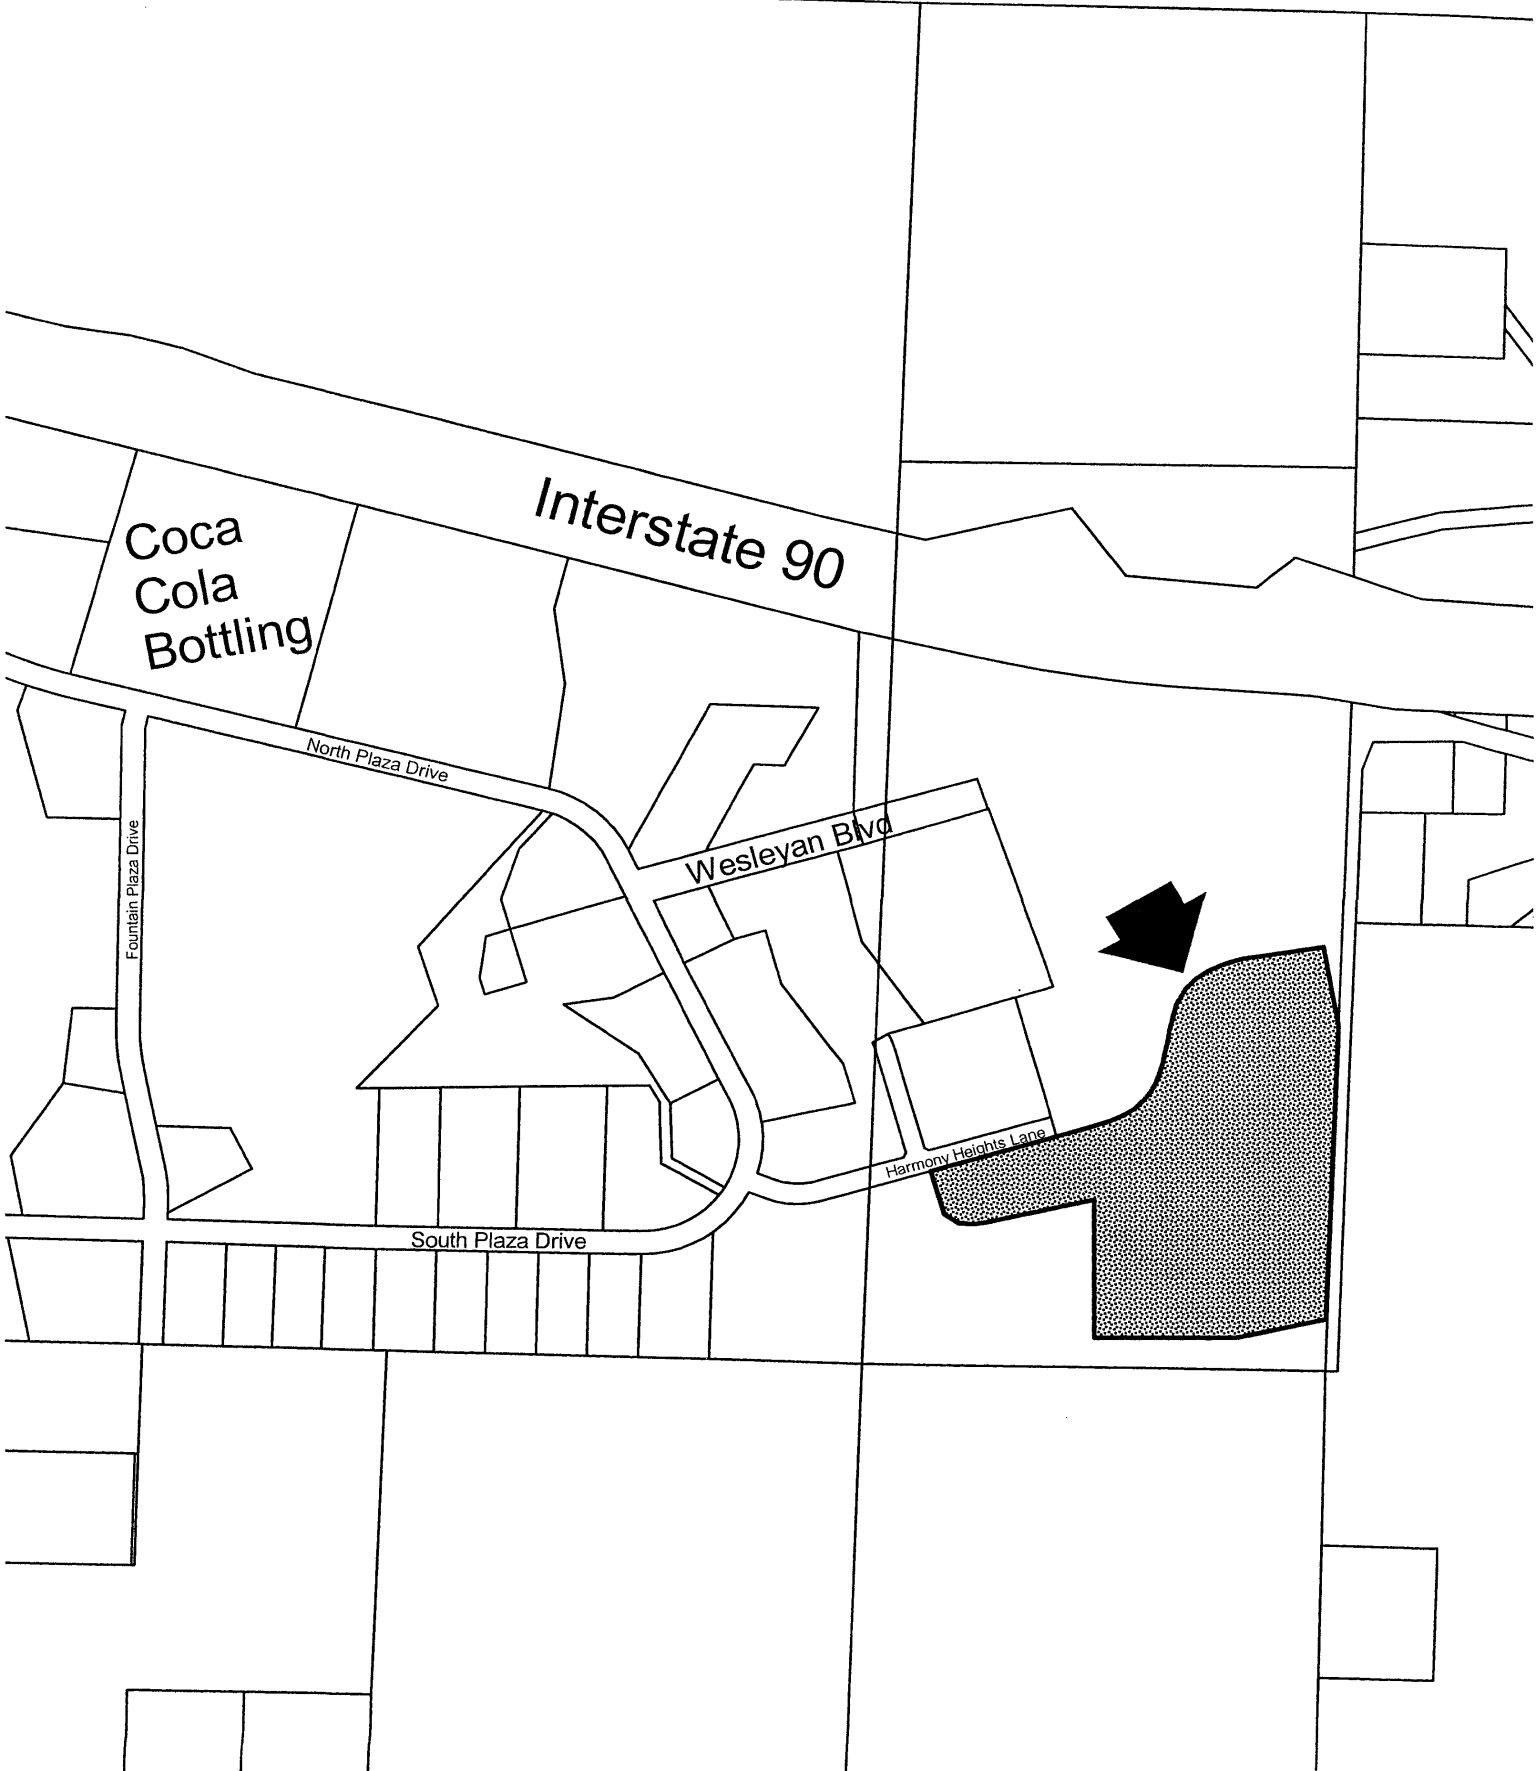 Interstate 90
Coca
Cola
Bottling
North Plaza Drive
Fountain Plaza Drive
Wesleyan Blvd
Harmony Heights Lane
South Plaza Drive